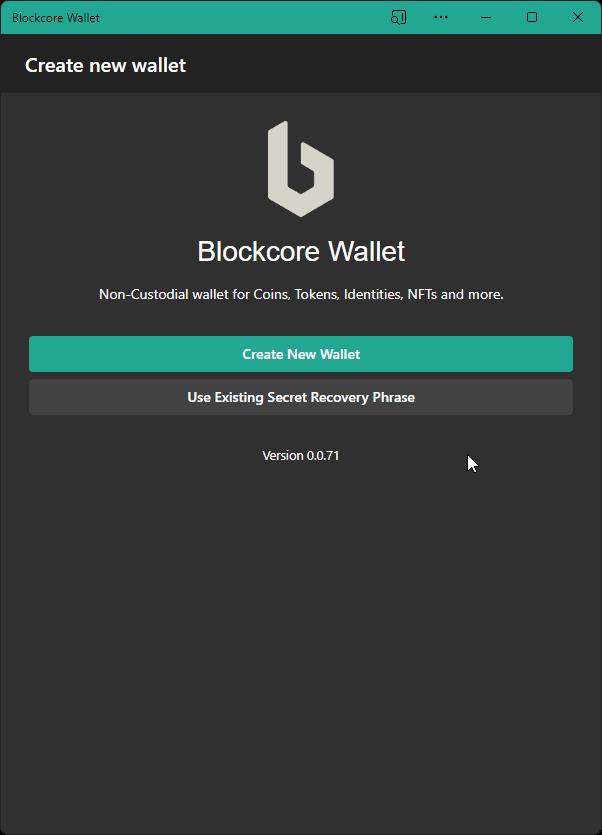 Blockcore Wallet
Create new wallet
Blockcore Wallet
Non-Custodial wallet for Coins, Tokens, Identities, NFTs and more.
Create New Wallet
Use Existing Secret Recovery Phrase
Version 0.0.71